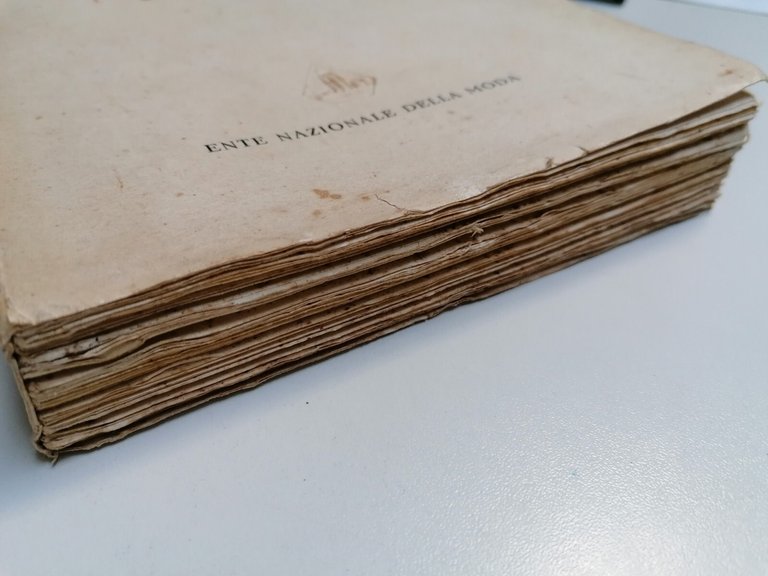 ENTE NAZIONALE DELLA MODA